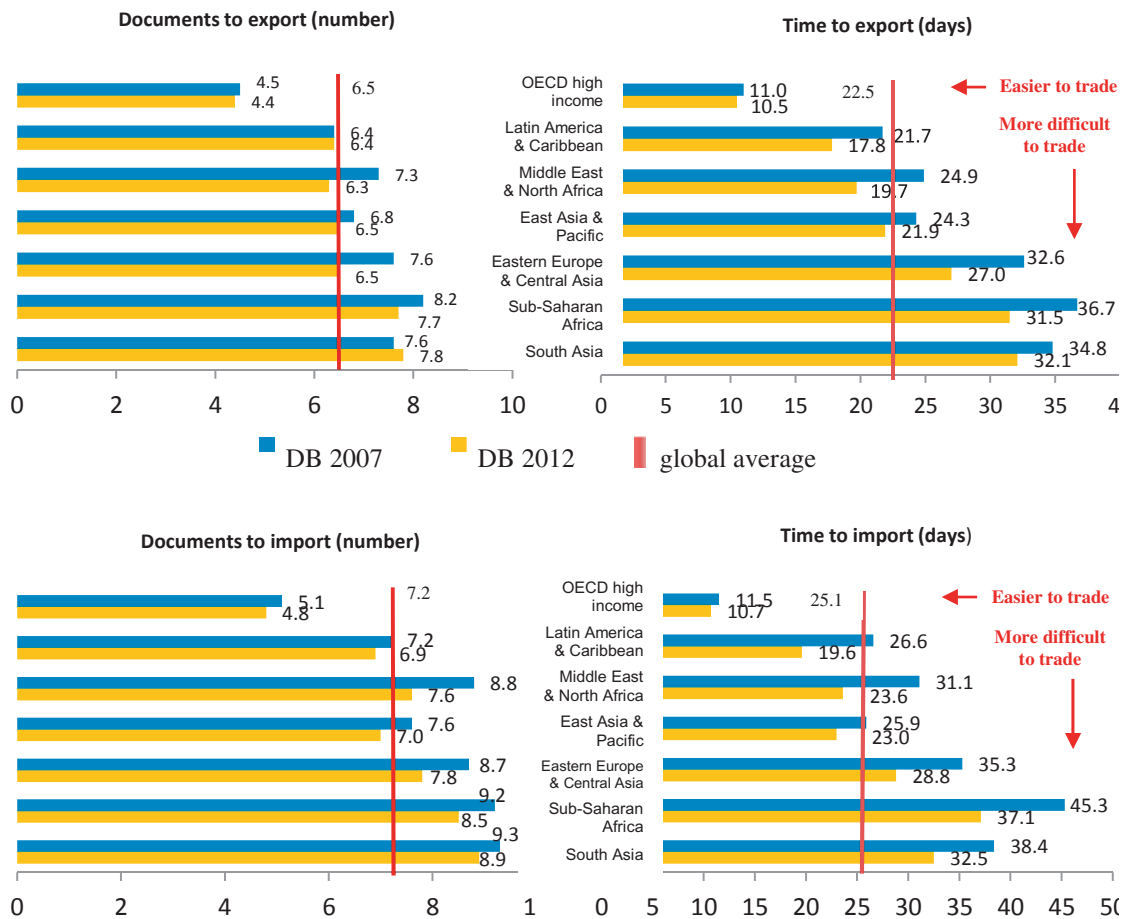 Documents to export (number)
4.5
4.4
6.5
6.4
6.4
7.3
6.3
6.8
6.5
7.6
6.5
8.2
7.7
7.6
7.8
0 2 4 6 8 10
Time to export (days)
OECD high
income
11.0
10.5
22.5
Easier to trade
More difficult
to trade
Latin America
& Caribbean
21.7
17.8
Middle East
& North Africa
24.9
19.7
East Asia &
Pacific
24.3
21.9
Eastern Europe
& Central Asia
32.6
27.0
Sub-Saharan
Africa
36.7
31.5
South Asia
34.8
32.1
0 5 10 15 20 25 30 35 4
DB 2007 DB 2012 global average
Documents to import (number)
5.1
4.8
7.2
7.2
6.9
8.8
7.6
7.6
7.0
8.7
7.8
9.2
8.5
9.3
8.9
0 2 4 6 8 1
Time to import (days)
OECD high
income
11.5
10.7
25.1
Easier to trade
More difficult
to trade
Latin America
& Caribbean
26.6
19.6
Middle East
& North Africa
31.1
23.6
East Asia &
Pacific
25.9
23.0
Eastern Europe
& Central Asia
35.3
28.8
Sub-Saharan
Africa
45.3
37.1
South Asia
38.4
32.5
0 5 10 15 20 25 30 35 40 45 50